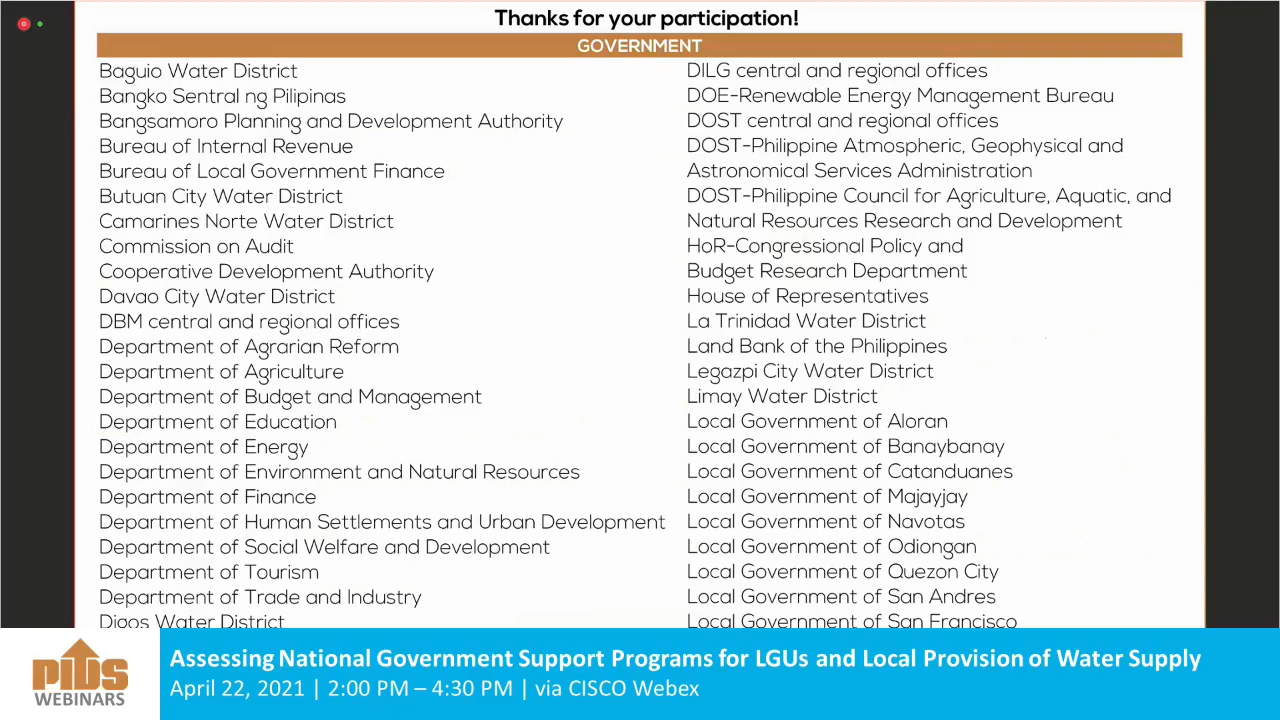 Thanks for your participation!
GOVERNMENT
Baguio Water District
Bangko Sentral ng Pilipinas
Bangsamoro Planning and Development Authority
Bureau of Internal Revenue
Bureau of Local Government Finance
Butuan City Water District
Camarines Norte Water District
Commission on Audit
Cooperative Development Authority
Davao City Water District
DBM central and regional offices
Department of Agrarian Reform
Department of Agriculture
Department of Budget and Management
Department of Education
Department of Energy
Department of Environment and Natural Resources
Department of Finance
Department of Human Settlements and Urban Development
Department of Social Welfare and Development
Department of Tourism
Department of Trade and Industry
Digos Water District
DILG central and regional offices
DOE-Renewable Energy Management Bureau
DOST central and regional offices
DOST-Philippine Atmospheric, Geophysical and
Astronomical Services Administration
DOST-Philippine Council for Agriculture, Aquatic, and
Natural Resources Research and Development
HoR-Congressional Policy and
Budget Research Department
House of Representatives
La Trinidad Water District
Land Bank of the Philippines
Legazpi City Water District
Limay Water District
Local Government of Aloran
Local Government of Banaybanay
Local Government of Catanduanes
Local Government of Majayjay
Local Government of Navotas
Local Government of Odiongan
Local Government of Quezon City
Local Government of San Andres
Local Government of San Francisco
PIDS
WEBINARS
Assessing National Government Support Programs for LGUs and Local Provision of Water Supply
April 22, 2021 | 2:00 PM – 4:30 PM | via CISCO Webex